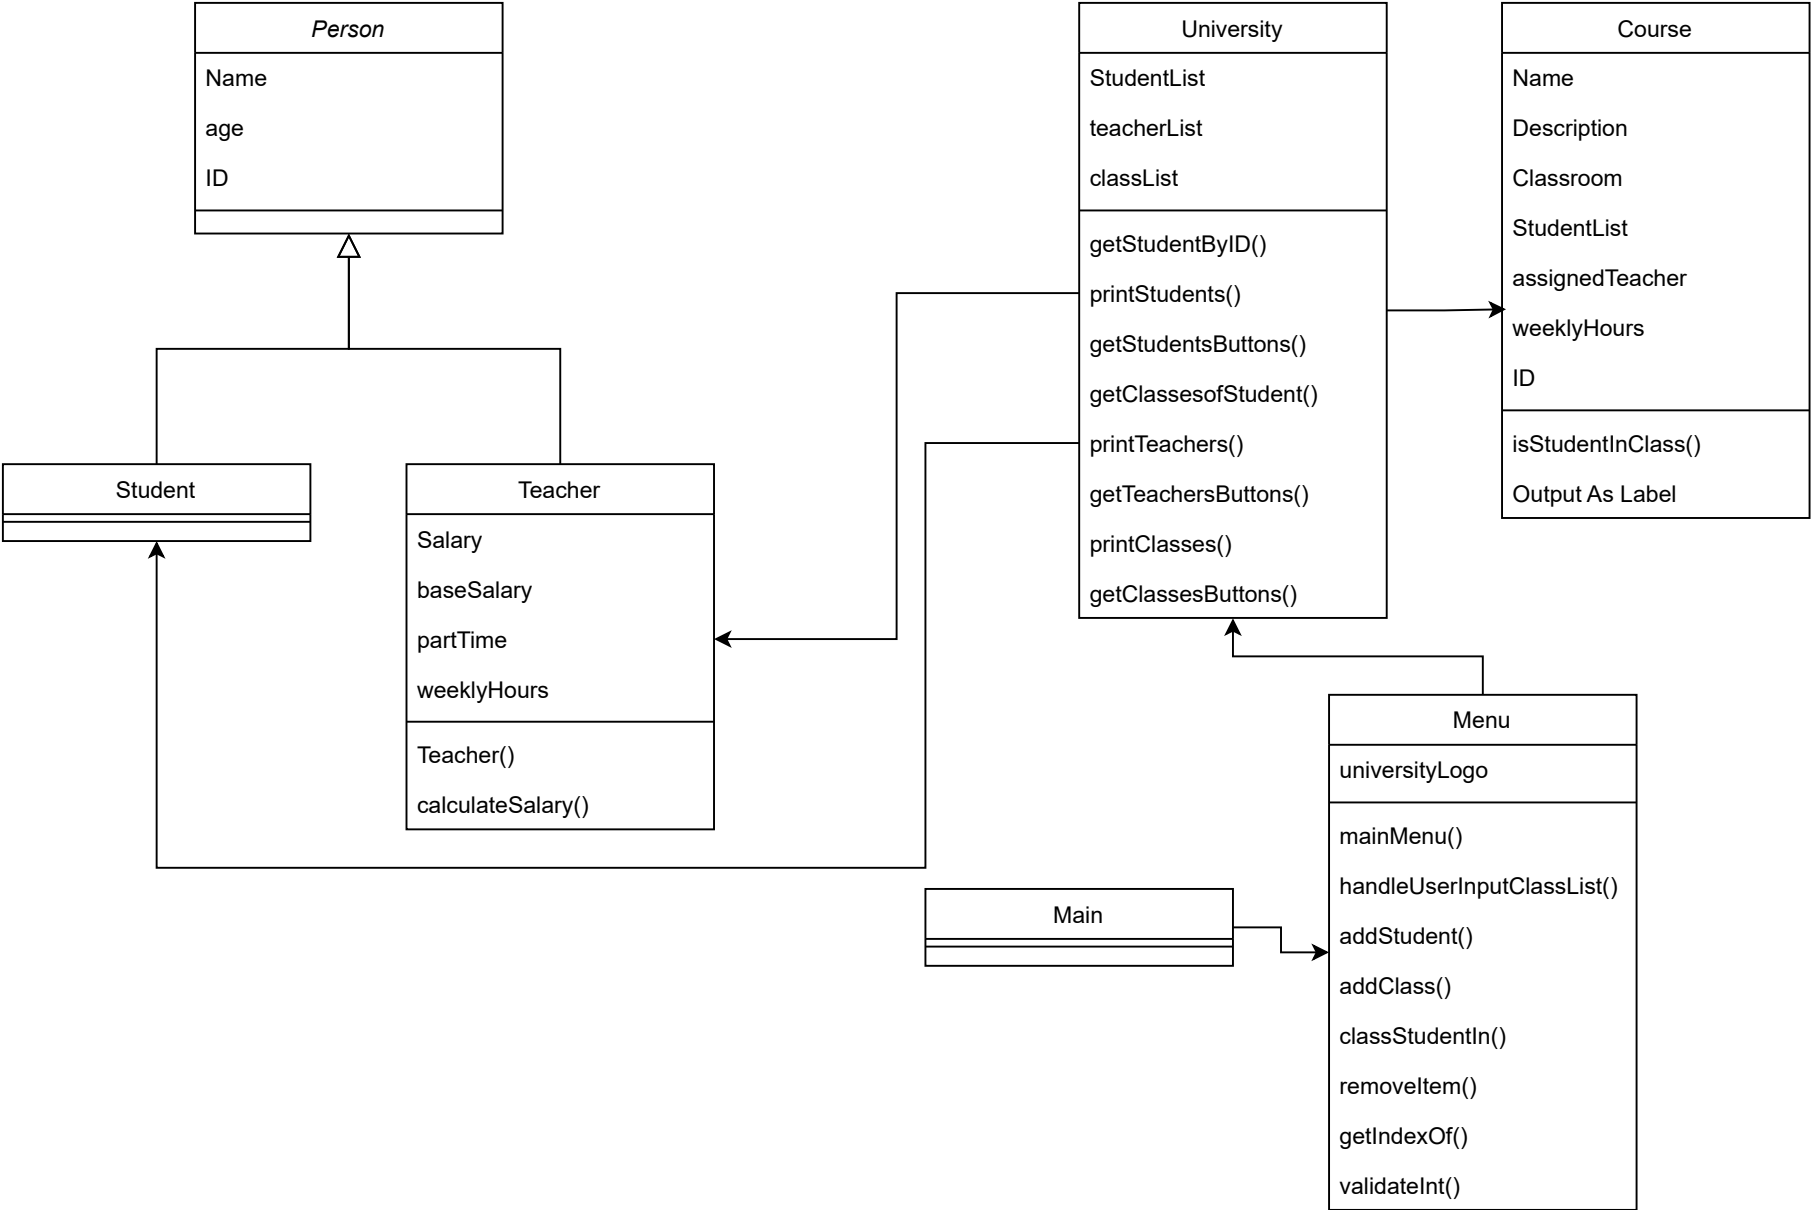 Person
Name
age
ID
Student
Teacher
Salary
baseSalary
partTime
weeklyHours
Teacher()
calculateSalary()
University
StudentList
teacherList
classList
getStudentByID()
printStudents()
getStudentsButtons()
getClassesofStudent()
printTeachers()
getTeachersButtons()
printClasses()
getClassesButtons()
Course
Name
Description
Classroom
StudentList
assignedTeacher
weeklyHours
ID
isStudentInClass()
Output As Label
Main
Menu
universityLogo
mainMenu()
handleUserInputClassList()
addStudent()
addClass()
classStudentIn()
removeItem()
getIndexOf()
validateInt()